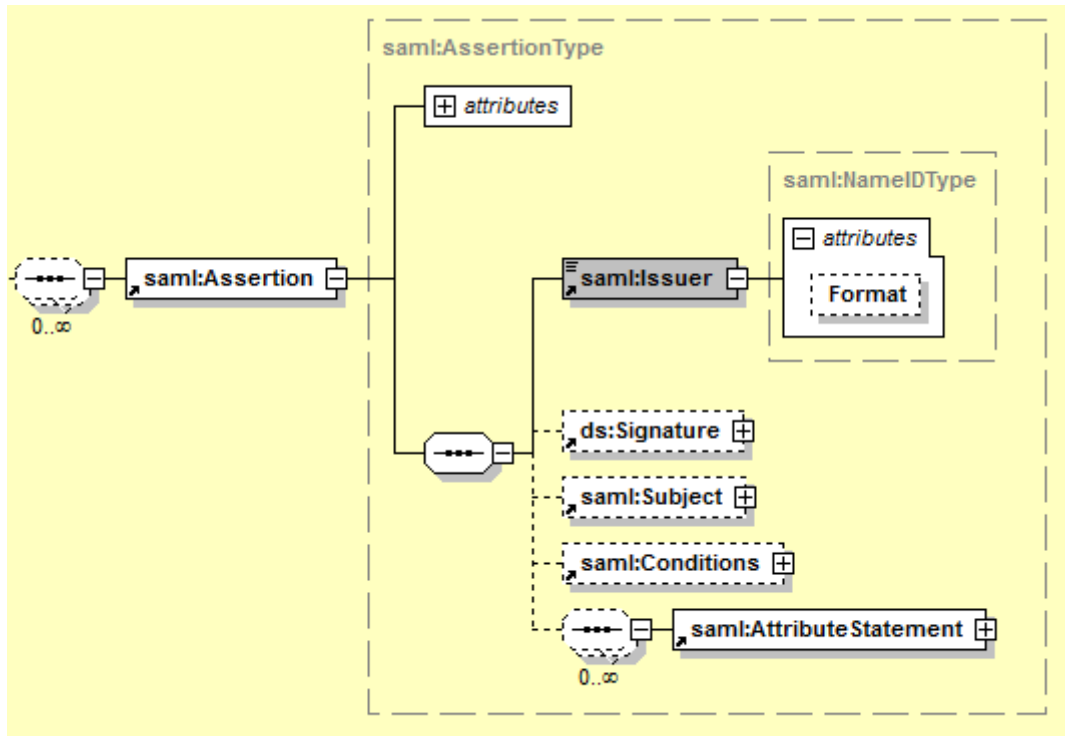 saml:AssertionType
attributes
saml:NameIDType
attributes
saml:Assertion
saml:Issuer
Format
0..∞
ds:Signature
saml:Subject
saml:Conditions
saml:AttributeStatement
0..∞